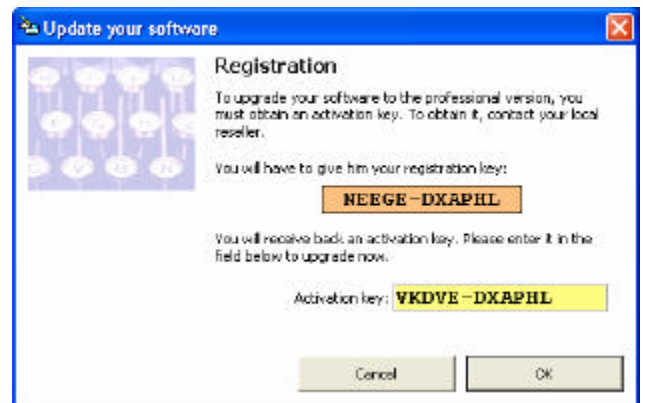 Update your software
Registration
To upgrade your software to the professional version, you
must obtain an activation key. To obtain it, contact your local
reseller.
You will have to give him your registration key:
NEEGE-DXAPHL
You will receive back an activation key. Please enter it in the
field below to upgrade now.
Activation key: VKDVE-DXAPHL
Cancel OK